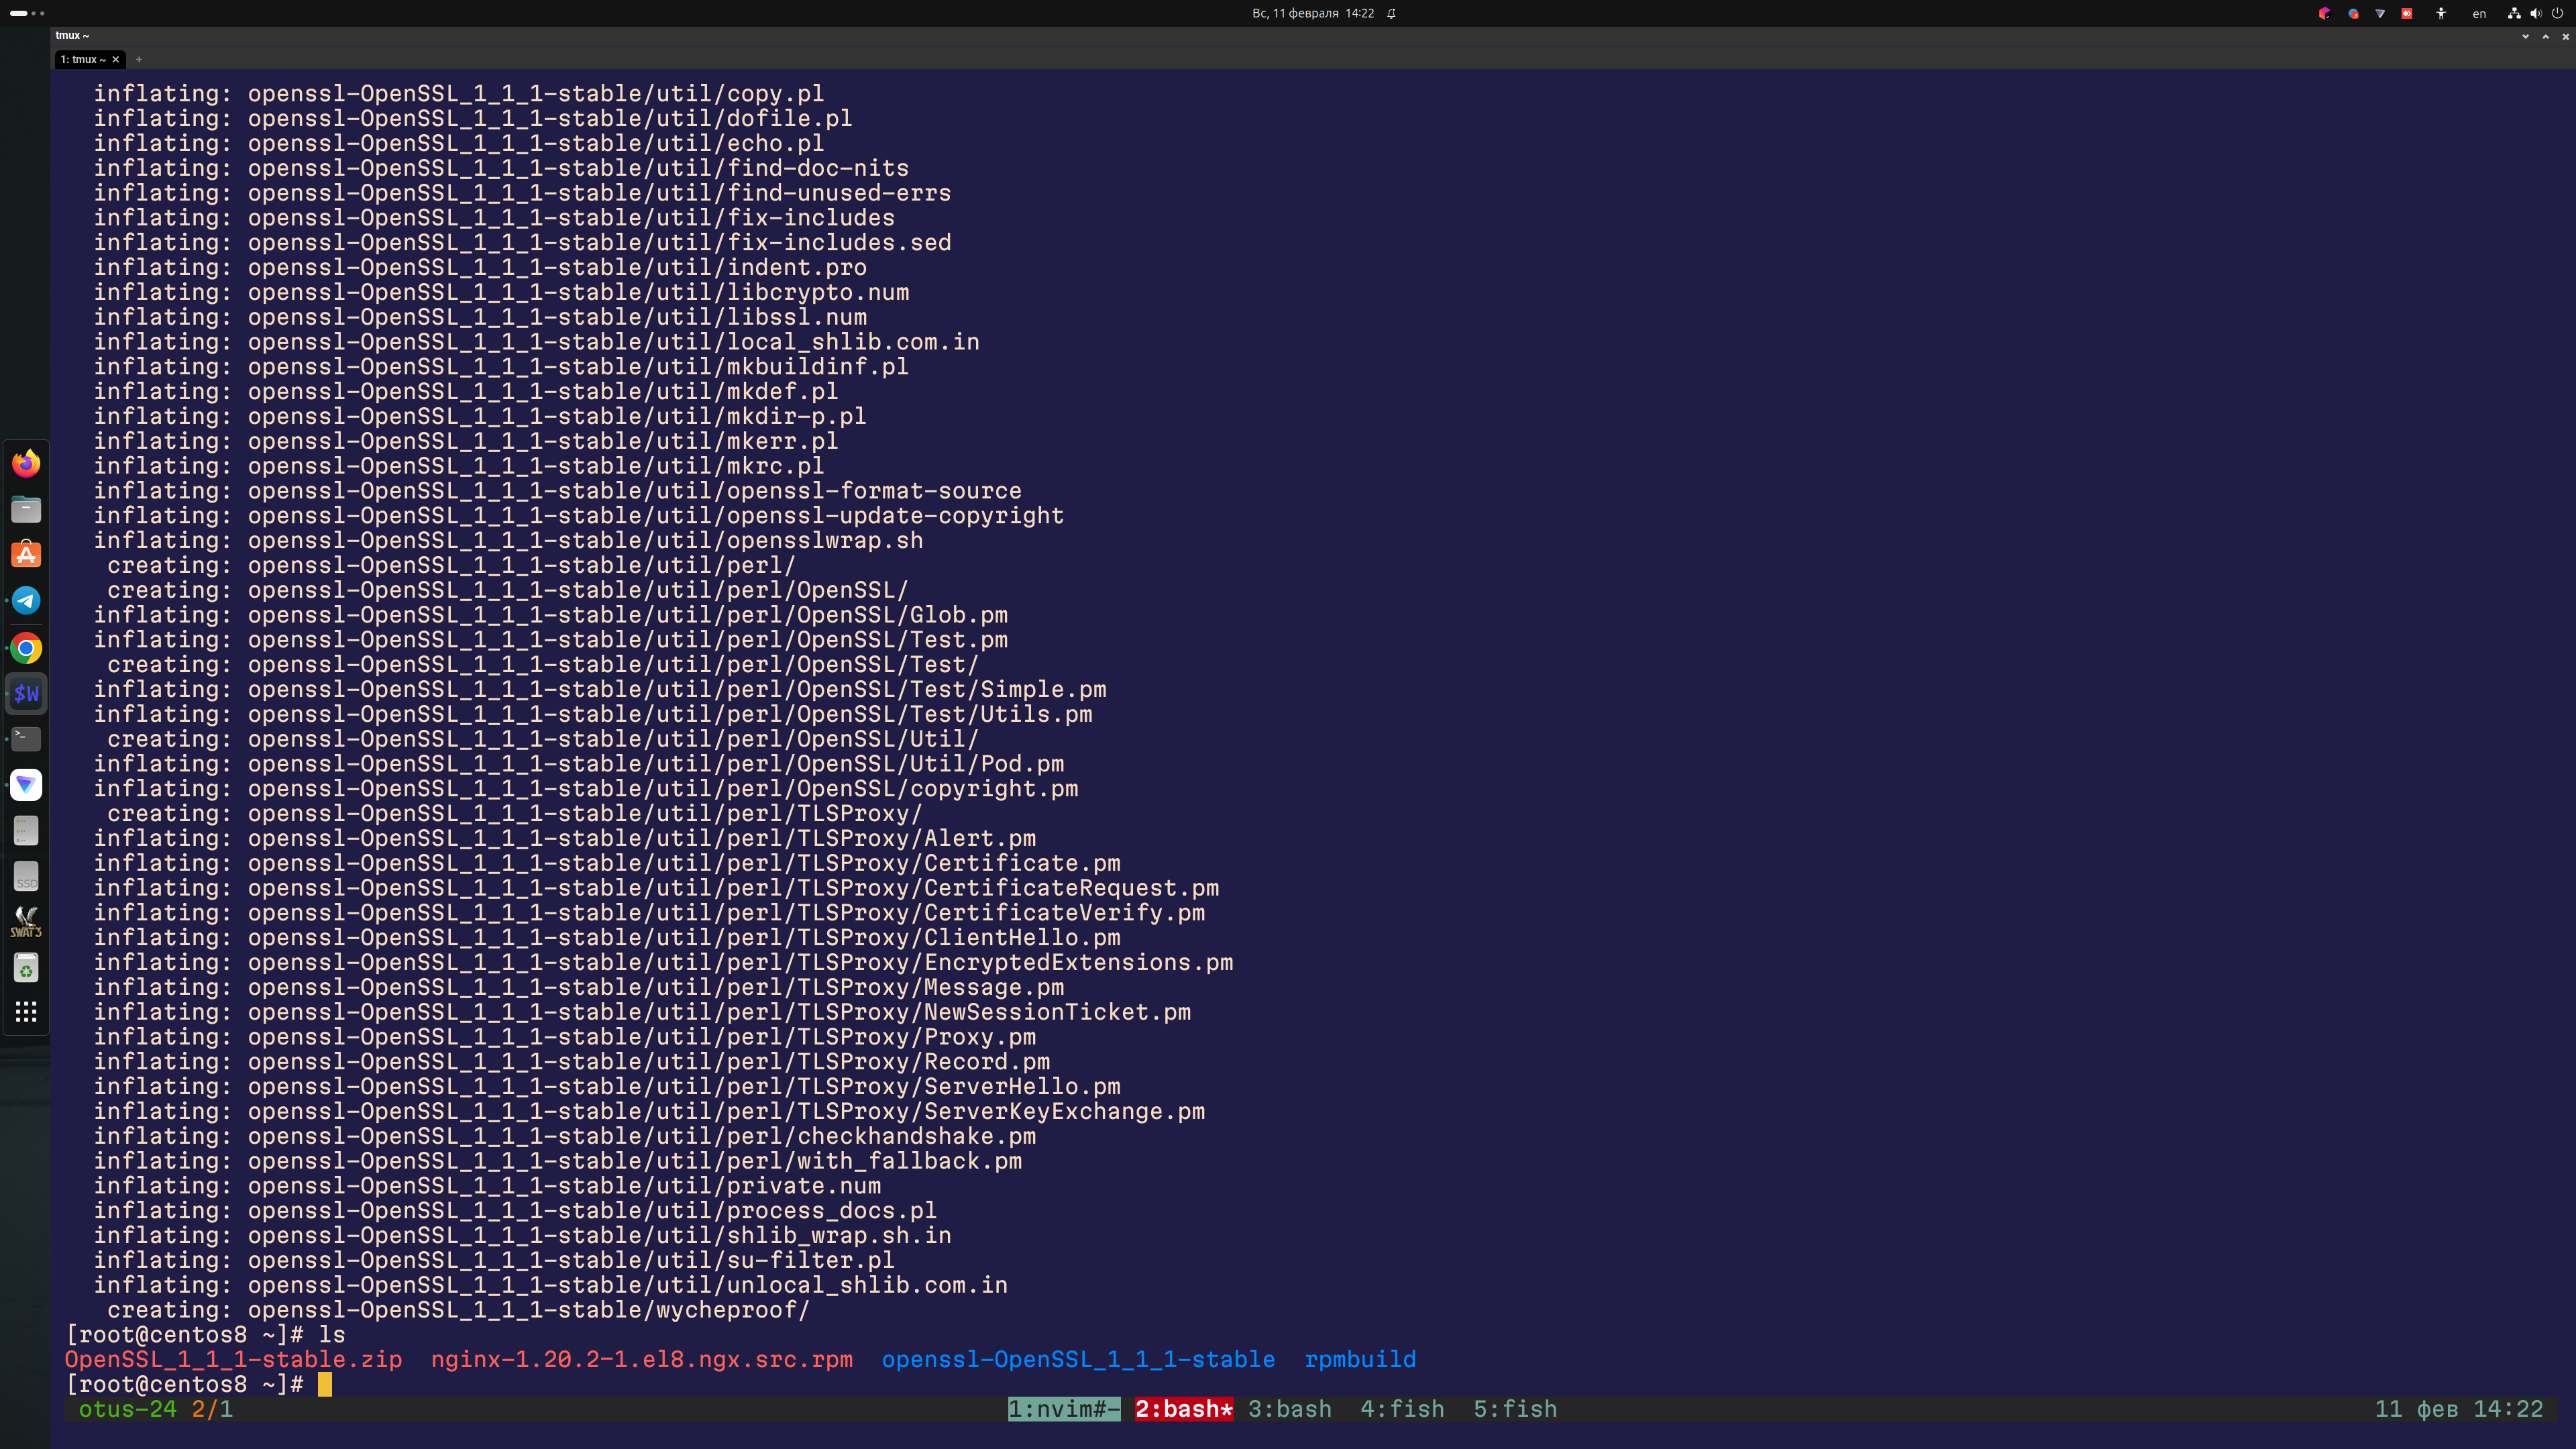 Вс, 11 февраля 14:22
en
tmux ~
1: tmux ~ × +
inflating: openssl-OpenSSL_1_1_1-stable/util/copy.pl
inflating: openssl-OpenSSL_1_1_1-stable/util/dofile.pl
inflating: openssl-OpenSSL_1_1_1-stable/util/echo.pl
inflating: openssl-OpenSSL_1_1_1-stable/util/find-doc-nits
inflating: openssl-OpenSSL_1_1_1-stable/util/find-unused-errs
inflating: openssl-OpenSSL_1_1_1-stable/util/fix-includes
inflating: openssl-OpenSSL_1_1_1-stable/util/fix-includes.sed
inflating: openssl-OpenSSL_1_1_1-stable/util/indent.pro
inflating: openssl-OpenSSL_1_1_1-stable/util/libcrypto.num
inflating: openssl-OpenSSL_1_1_1-stable/util/libssl.num
inflating: openssl-OpenSSL_1_1_1-stable/util/local_shlib.com.in
inflating: openssl-OpenSSL_1_1_1-stable/util/mkbuildinf.pl
inflating: openssl-OpenSSL_1_1_1-stable/util/mkdef.pl
inflating: openssl-OpenSSL_1_1_1-stable/util/mkdir-p.pl
inflating: openssl-OpenSSL_1_1_1-stable/util/mkerr.pl
inflating: openssl-OpenSSL_1_1_1-stable/util/mkrc.pl
inflating: openssl-OpenSSL_1_1_1-stable/util/openssl-format-source
inflating: openssl-OpenSSL_1_1_1-stable/util/openssl-update-copyright
inflating: openssl-OpenSSL_1_1_1-stable/util/opensslwrap.sh
creating: openssl-OpenSSL_1_1_1-stable/util/perl/
creating: openssl-OpenSSL_1_1_1-stable/util/perl/OpenSSL/
inflating: openssl-OpenSSL_1_1_1-stable/util/perl/OpenSSL/Glob.pm
inflating: openssl-OpenSSL_1_1_1-stable/util/perl/OpenSSL/Test.pm
creating: openssl-OpenSSL_1_1_1-stable/util/perl/OpenSSL/Test/
inflating: openssl-OpenSSL_1_1_1-stable/util/perl/OpenSSL/Test/Simple.pm
inflating: openssl-OpenSSL_1_1_1-stable/util/perl/OpenSSL/Test/Utils.pm
creating: openssl-OpenSSL_1_1_1-stable/util/perl/OpenSSL/Util/
inflating: openssl-OpenSSL_1_1_1-stable/util/perl/OpenSSL/Util/Pod.pm
inflating: openssl-OpenSSL_1_1_1-stable/util/perl/OpenSSL/copyright.pm
creating: openssl-OpenSSL_1_1_1-stable/util/perl/TLSProxy/
inflating: openssl-OpenSSL_1_1_1-stable/util/perl/TLSProxy/Alert.pm
inflating: openssl-OpenSSL_1_1_1-stable/util/perl/TLSProxy/Certificate.pm
inflating: openssl-OpenSSL_1_1_1-stable/util/perl/TLSProxy/CertificateRequest.pm
inflating: openssl-OpenSSL_1_1_1-stable/util/perl/TLSProxy/CertificateVerify.pm
inflating: openssl-OpenSSL_1_1_1-stable/util/perl/TLSProxy/ClientHello.pm
inflating: openssl-OpenSSL_1_1_1-stable/util/perl/TLSProxy/EncryptedExtensions.pm
inflating: openssl-OpenSSL_1_1_1-stable/util/perl/TLSProxy/Message.pm
inflating: openssl-OpenSSL_1_1_1-stable/util/perl/TLSProxy/NewSessionTicket.pm
inflating: openssl-OpenSSL_1_1_1-stable/util/perl/TLSProxy/Proxy.pm
inflating: openssl-OpenSSL_1_1_1-stable/util/perl/TLSProxy/Record.pm
inflating: openssl-OpenSSL_1_1_1-stable/util/perl/TLSProxy/ServerHello.pm
inflating: openssl-OpenSSL_1_1_1-stable/util/perl/TLSProxy/ServerKeyExchange.pm
inflating: openssl-OpenSSL_1_1_1-stable/util/perl/checkhandshake.pm
inflating: openssl-OpenSSL_1_1_1-stable/util/perl/with_fallback.pm
inflating: openssl-OpenSSL_1_1_1-stable/util/private.num
inflating: openssl-OpenSSL_1_1_1-stable/util/process_docs.pl
inflating: openssl-OpenSSL_1_1_1-stable/util/shlib_wrap.sh.in
inflating: openssl-OpenSSL_1_1_1-stable/util/su-filter.pl
inflating: openssl-OpenSSL_1_1_1-stable/util/unlocal_shlib.com.in
creating: openssl-OpenSSL_1_1_1-stable/wycheproof/
[root@centos8 ~]# ls
OpenSSL_1_1_1-stable.zip nginx-1.20.2-1.el8.ngx.src.rpm openssl-OpenSSL_1_1_1-stable rpmbuild
[root@centos8 ~]#
otus-24 2/1 1:nvim#- 2:bash* 3:bash 4:fish 5:fish 11 фев 14:22
$W
>_
SSD
SWAT3